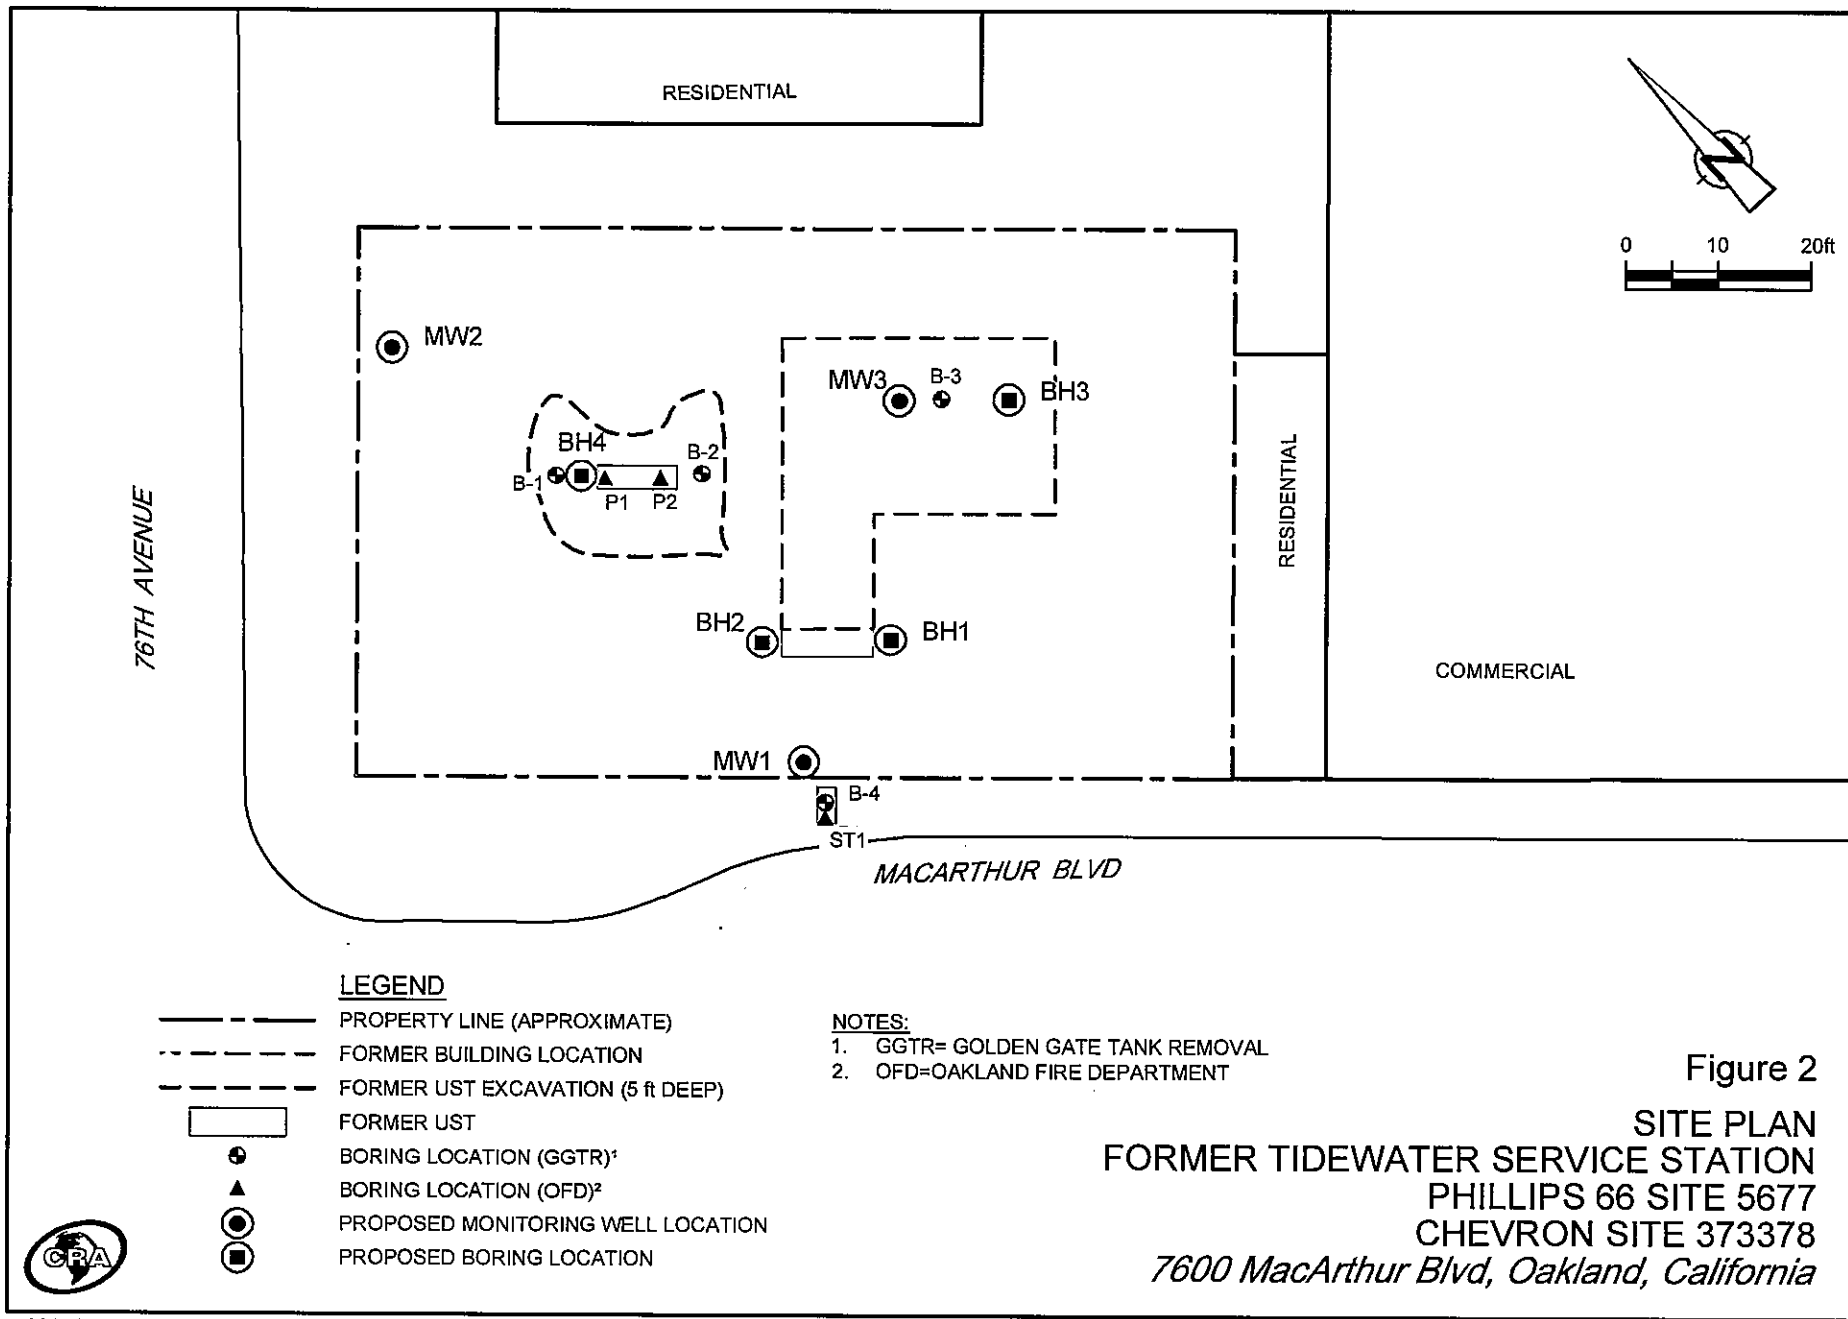 RESIDENTIAL
N
0 10 20ft
MW2
MW3
B-3
BH3
BH4
B-2
B-1
P1 P2
RESIDENTIAL
76TH AVENUE
BH2
BH1
COMMERCIAL
MW1
B-4
ST1
MACARTHUR BLVD
LEGEND
PROPERTY LINE (APPROXIMATE)
FORMER BUILDING LOCATION
FORMER UST EXCAVATION (5 ft DEEP)
FORMER UST
BORING LOCATION (GGTR)¹
BORING LOCATION (OFD)²
PROPOSED MONITORING WELL LOCATION
PROPOSED BORING LOCATION
NOTES:
1. GGTR= GOLDEN GATE TANK REMOVAL
2. OFD=OAKLAND FIRE DEPARTMENT
Figure 2
SITE PLAN
FORMER TIDEWATER SERVICE STATION
PHILLIPS 66 SITE 5677
CHEVRON SITE 373378
7600 MacArthur Blvd, Oakland, California
CRA